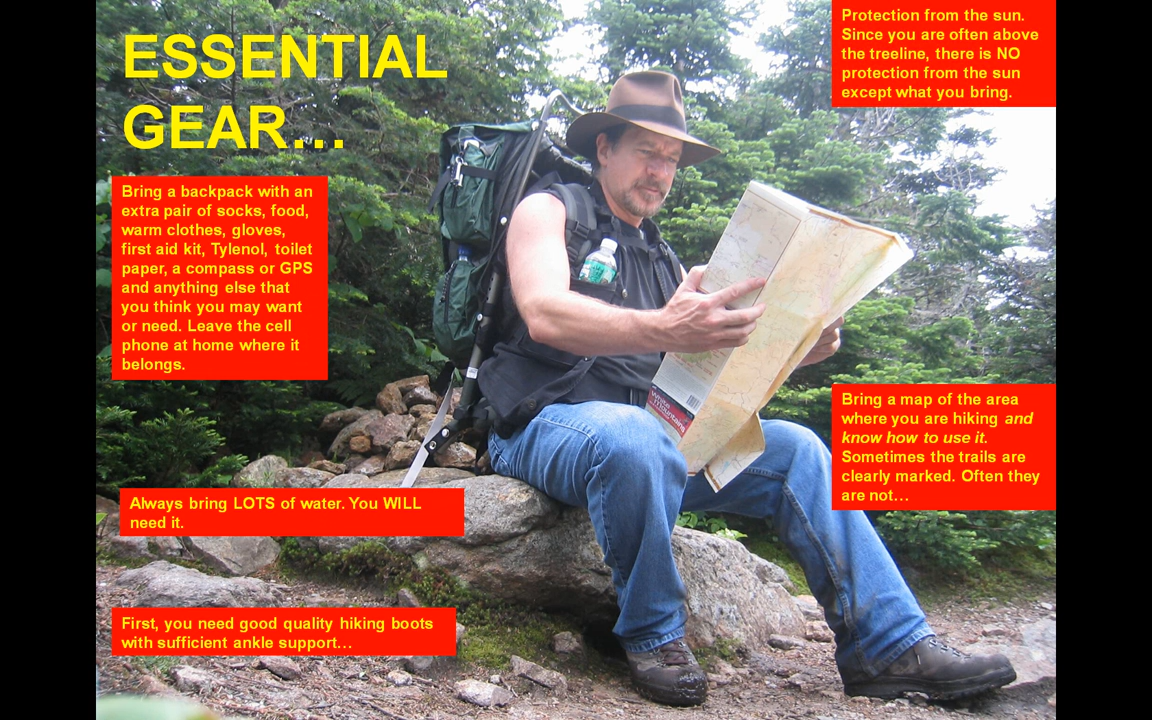 ESSENTIAL
GEAR…
Protection from the sun.
Since you are often above
the treeline, there is NO
protection from the sun
except what you bring.
Bring a backpack with an
extra pair of socks, food,
warm clothes, gloves,
first aid kit, Tylenol, toilet
paper, a compass or GPS
and anything else that
you think you may want
or need. Leave the cell
phone at home where it
belongs.
Bring a map of the area
where you are hiking and
know how to use it.
Sometimes the trails are
clearly marked. Often they
are not…
White
Mountains
Always bring LOTS of water. You WILL
need it.
First, you need good quality hiking boots
with sufficient ankle support…